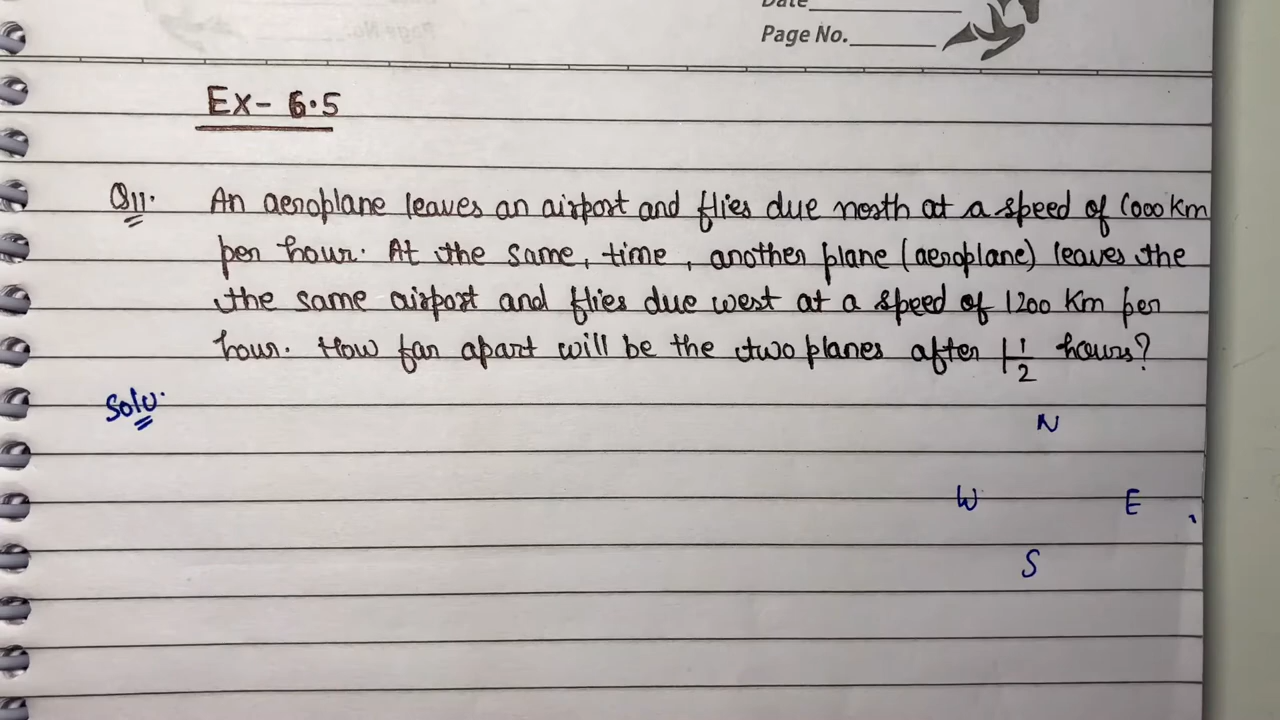 Date
Page No.
Ex- 6.5
Q11. An aeroplane leaves an airport and flies due north at a speed of 1000 Km
per hour. At the same, time, another plane (aeroplane) leaves the
the same airport and flies due west at a speed of 1200 Km per
hour. How far apart will be the two planes after 1 1/2 hours?
Solu.
N
W E
S